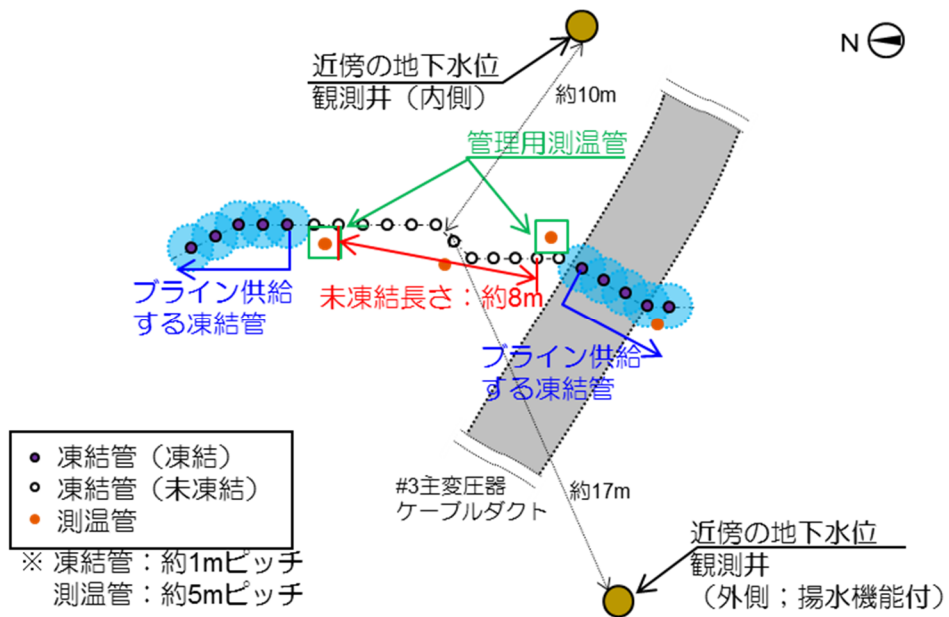 近傍の地下水位
観測井（内側）
N
約10m
管理用測温管
ブライン供給
する凍結管
未凍結長さ：約8m
ブライン供給
する凍結管
凍結管（凍結）
凍結管（未凍結）
測温管
※ 凍結管：約1mピッチ
測温管：約5mピッチ
#3主変圧器
ケーブルダクト
約17m
近傍の地下水位
観測井
（外側；揚水機能付）